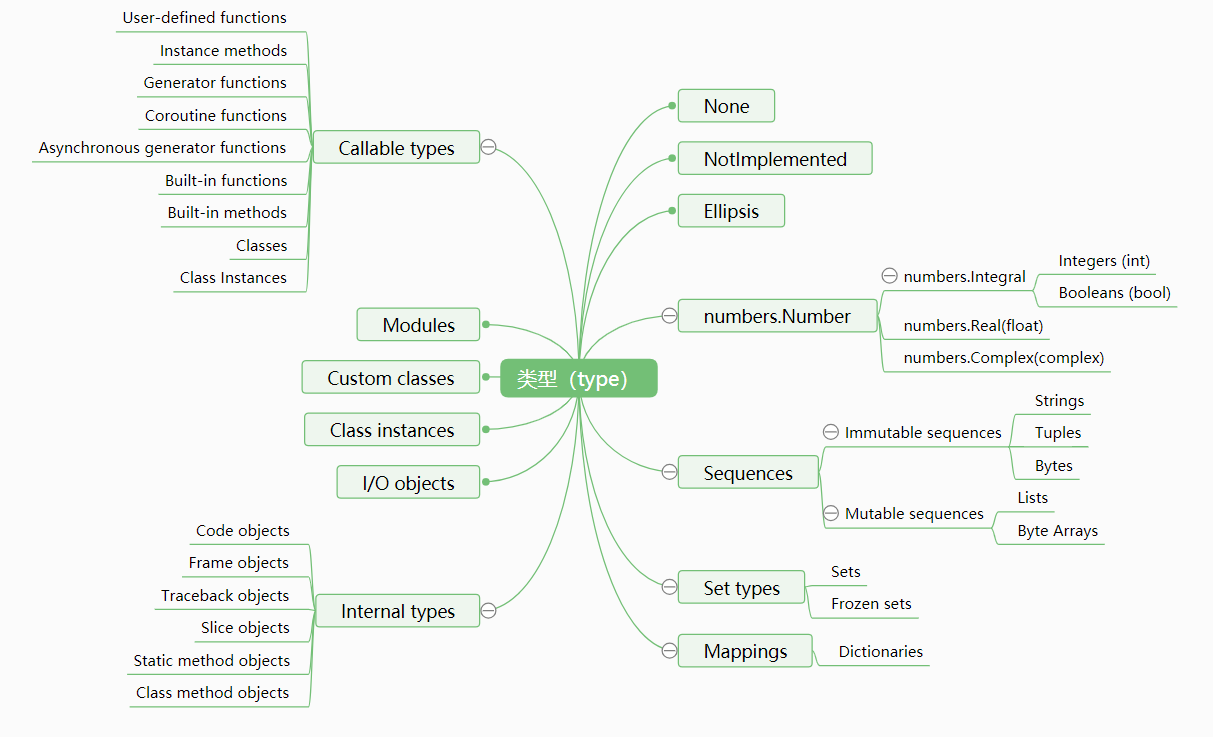 类型（type）
None
NotImplemented
Ellipsis
numbers.Number
numbers.Integral
Integers (int)
Booleans (bool)
numbers.Real(float)
numbers.Complex(complex)
Sequences
Immutable sequences
Strings
Tuples
Bytes
Mutable sequences
Lists
Byte Arrays
Set types
Sets
Frozen sets
Mappings
Dictionaries
Callable types
User-defined functions
Instance methods
Generator functions
Coroutine functions
Asynchronous generator functions
Built-in functions
Built-in methods
Classes
Class Instances
Modules
Custom classes
Class instances
I/O objects
Internal types
Code objects
Frame objects
Traceback objects
Slice objects
Static method objects
Class method objects